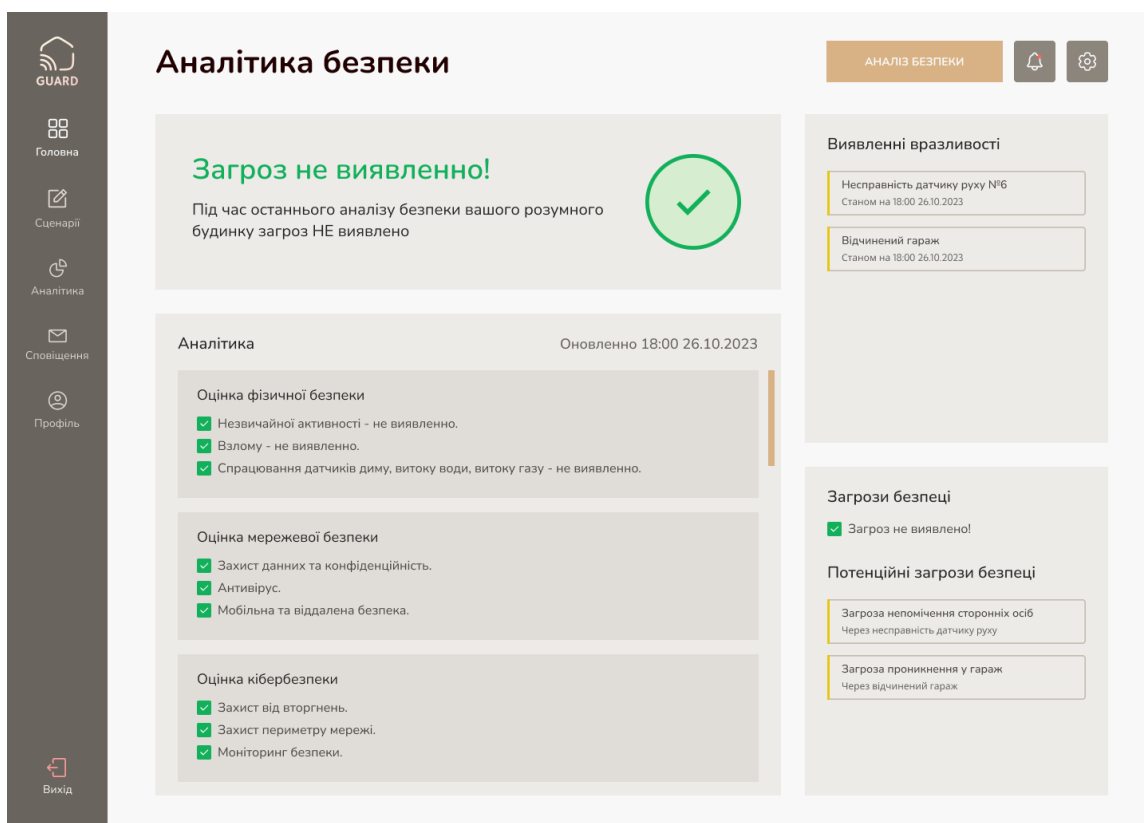 GUARD
Головна
Сценарії
Аналітика
Сповіщення
Профіль
Вихід
Аналітика безпеки
АНАЛІЗ БЕЗПЕКИ
Загроз не виявленно!
Під час останнього аналізу безпеки вашого розумного
будинку загроз НЕ виявлено
Аналітика
Оновленно 18:00 26.10.2023
Оцінка фізичної безпеки
Незвичайної активності - не виявленно.
Взлому - не виявленно.
Спрацювання датчиків диму, витоку води, витоку газу - не виявленно.
Оцінка мережевої безпеки
Захист данних та конфіденційність.
Антивірус.
Мобільна та віддалена безпека.
Оцінка кібербезпеки
Захист від вторгнень.
Захист периметру мережі.
Моніторинг безпеки.
Виявленні вразливості
Несправність датчику руху №6
Станом на 18:00 26.10.2023
Відчинений гараж
Станом на 18:00 26.10.2023
Загрози безпеці
Загроз не виявлено!
Потенційні загрози безпеці
Загроза непомічення сторонніх осіб
Через несправність датчику руху
Загроза проникнення у гараж
Через відчинений гараж